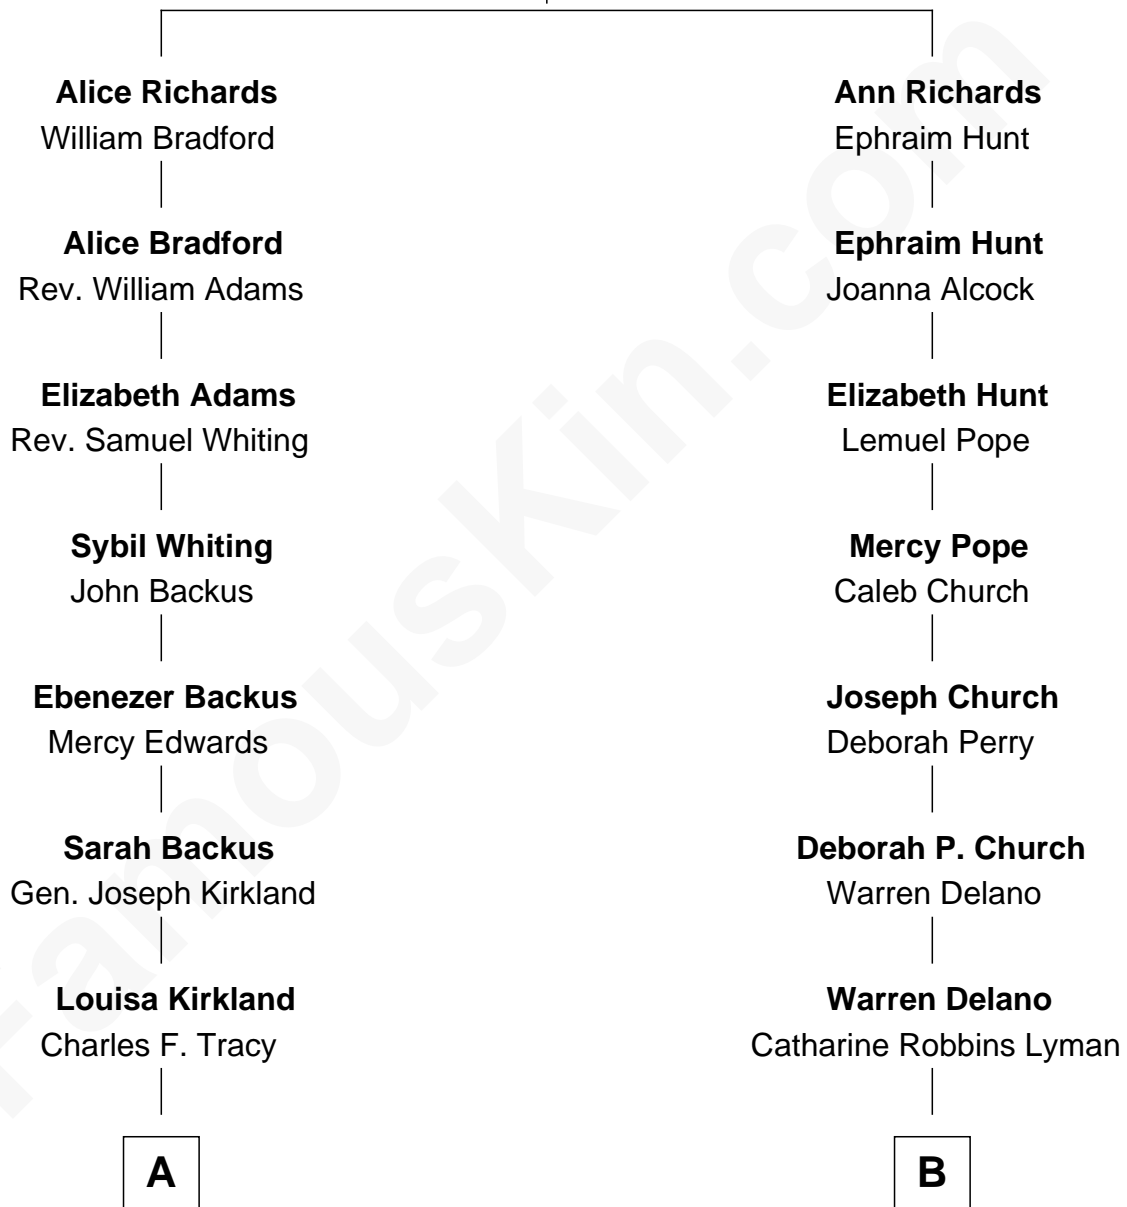 Alice Richards
William Bradford
Alice Bradford
Rev. William Adams
Elizabeth Adams
Rev. Samuel Whiting
Sybil Whiting
John Backus
Ebenezer Backus
Mercy Edwards
Sarah Backus
Gen. Joseph Kirkland
Louisa Kirkland
Charles F. Tracy
A
Ann Richards
Ephraim Hunt
Ephraim Hunt
Joanna Alcock
Elizabeth Hunt
Lemuel Pope
Mercy Pope
Caleb Church
Joseph Church
Deborah Perry
Deborah P. Church
Warren Delano
Warren Delano
Catharine Robbins Lyman
B
FamousKin.com